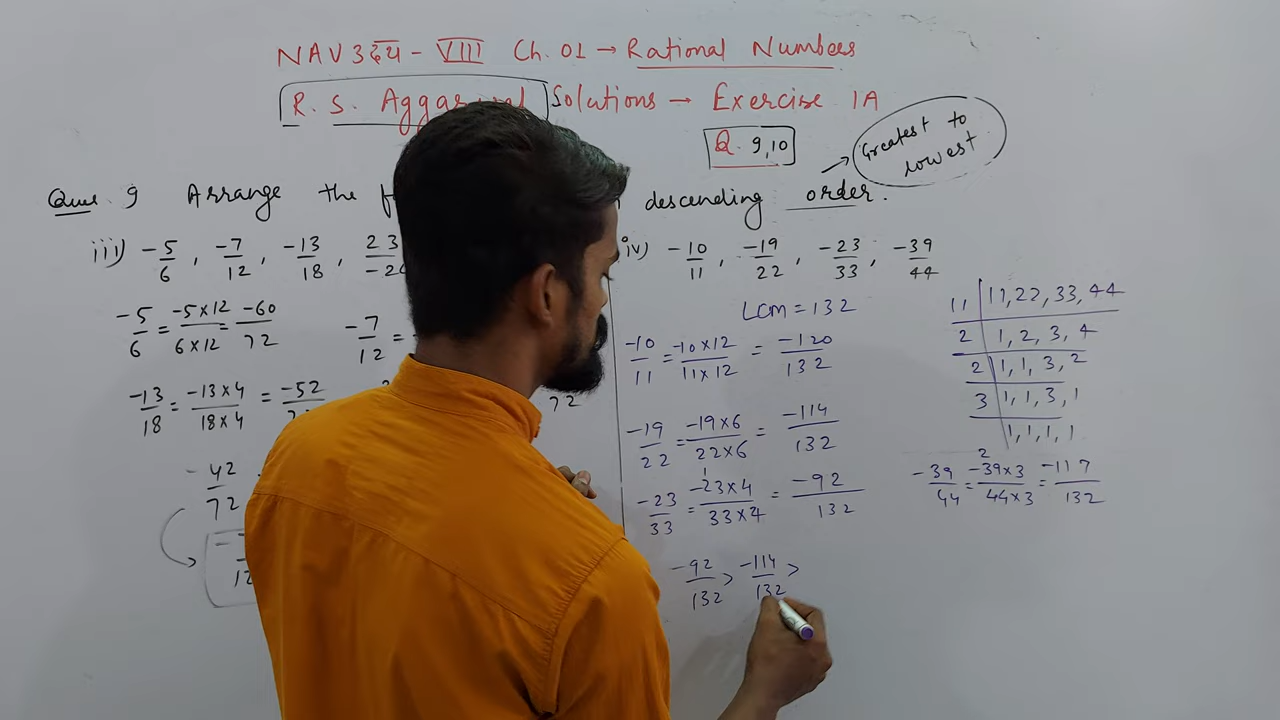 NAV उदय - VIII Ch. 01 → Rational Numbers
R. S. Aggarwal Solutions → Exercise 1A
Q. 9,10
Greatest to lowest
Ques. 9 Arrange the descending order.
iii) -5/6, -7/12, -13/18, 23
iv) -10/11, -19/22, -23/33, -39/44
LCM = 132
11 | 11, 22, 33, 44
2 | 1, 2, 3, 4
2 | 1, 1, 3, 2
3 | 1, 1, 3, 1
1, 1, 1, 1
-5/6 = -5×12/6×12 = -60/72
-7/12 =
-13/18 = -13×4/18×4 = -52
72
-42/72
12
-10/11 = -10×12/11×12 = -120/132
-19/22 = -19×6/22×6 = -114/132
-23/33 = -23×4/33×4 = -92/132
-39/44 = -39×3/44×3 = -117/132
-92/132 > -114/132 >